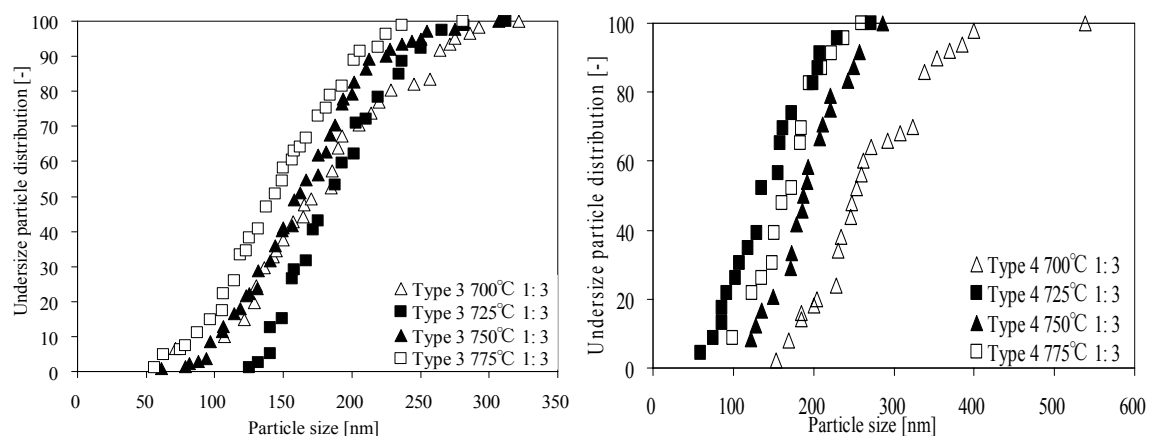 Undersize particle distribution [-]
100
90
80
70
60
50
40
30
20
10
0
0
50
100
150
200
250
300
350
Particle size [nm]
Type 3 700℃ 1: 3
Type 3 725℃ 1: 3
Type 3 750℃ 1: 3
Type 3 775℃ 1: 3
Undersize particle distribution [-]
100
80
60
40
20
0
0
100
200
300
400
500
600
Particle size [nm]
Type 4 700℃ 1: 3
Type 4 725℃ 1: 3
Type 4 750℃ 1: 3
Type 4 775℃ 1: 3